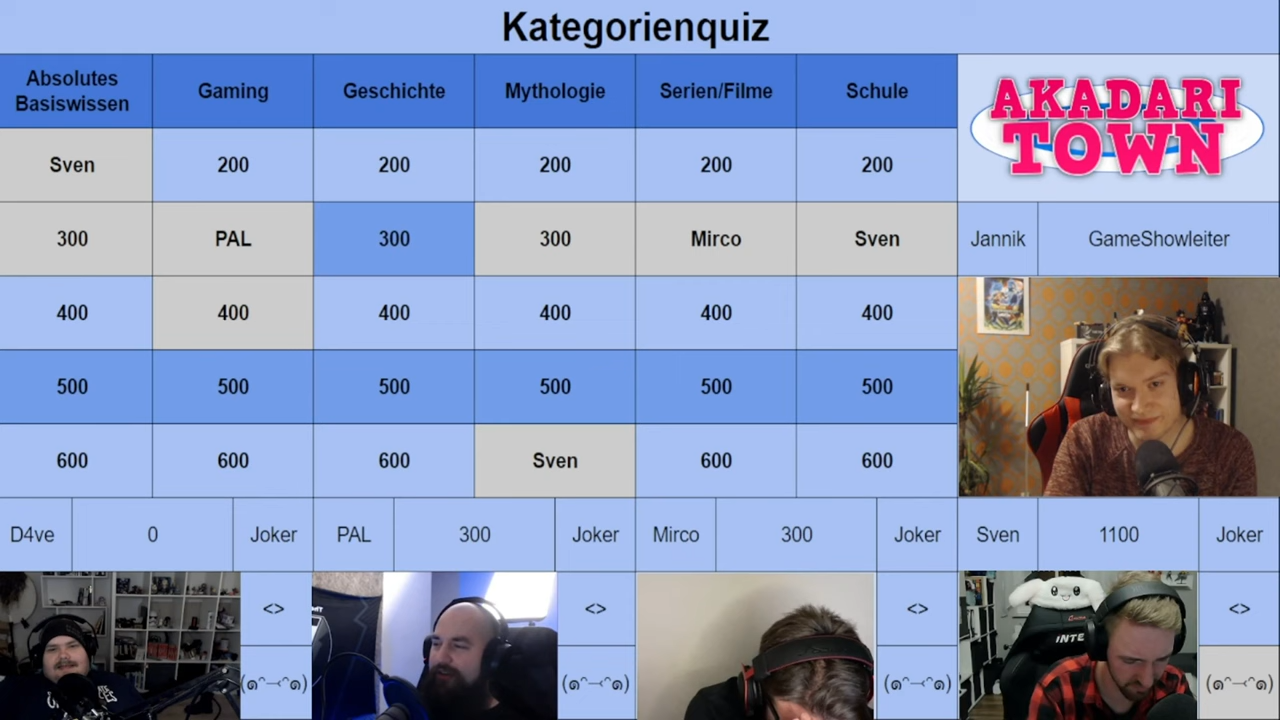 Kategorienquiz
Absolutes
Basiswissen
Gaming
Geschichte
Mythologie
Serien/Filme
Schule
AKADARI
TOWN
Sven
200
200
200
200
200
300
PAL
300
300
Mirco
Sven
Jannik
GameShowleiter
400
400
400
400
400
400
500
500
500
500
500
500
600
600
600
Sven
600
600
D4ve
0
Joker
PAL
300
Joker
Mirco
300
Joker
Sven
1100
Joker
<>
<>
<>
<>
INTE